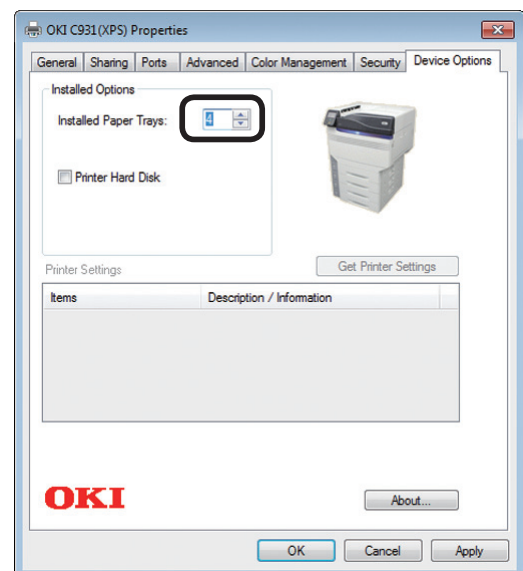 OKI C931(XPS) Properties
General Sharing Ports Advanced Color Management Security Device Options
Installed Options
Installed Paper Trays: 4
Printer Hard Disk
Printer Settings
Get Printer Settings
Items Description / Information
OKI
About...
OK Cancel Apply